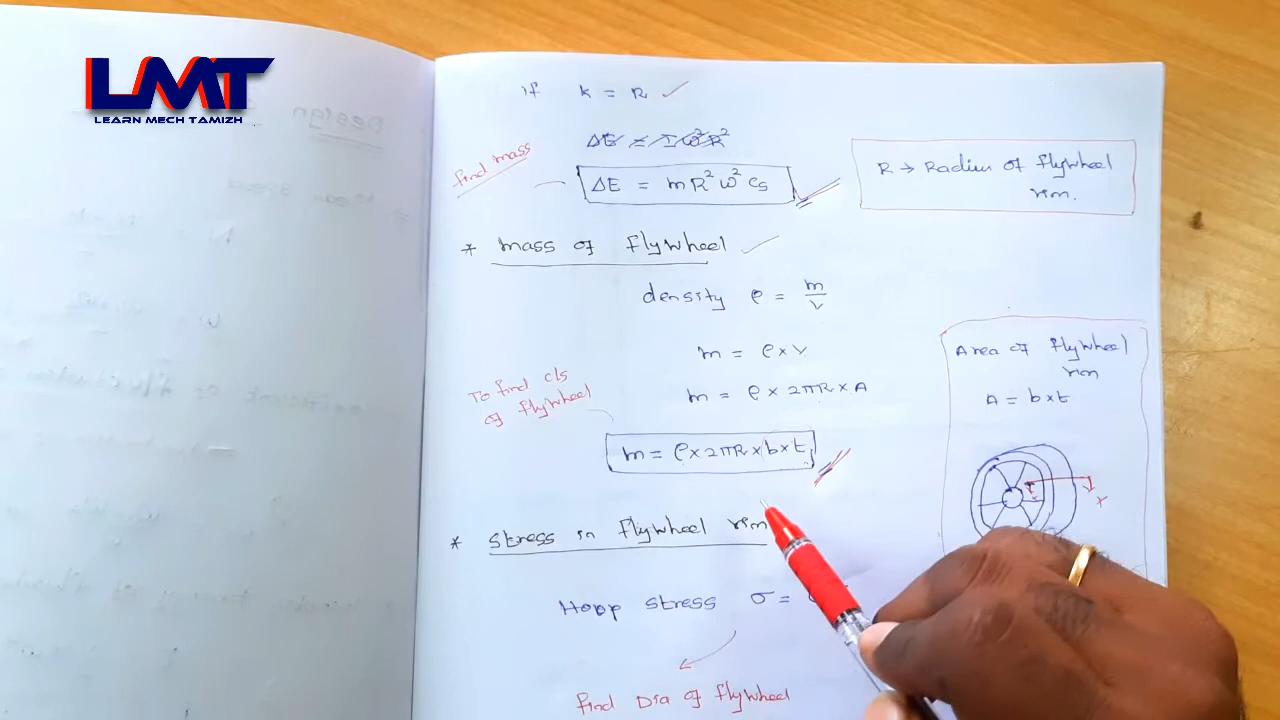 LMT
LEARN MECH TAMIZH
if k = R ✓
find mass
ΔE = mR²ω²Cs
R → Radius of flywheel
rim.
* Mass of flywheel
density ρ = m/v
m = ρ×v
To find c/s
of flywheel
m = ρ × 2πR × A
m = ρ×2πR×b×t
Area of flywheel
rim
A = b×t
x
* Stress in flywheel rim
Hoop stress σ =
find Dia of flywheel